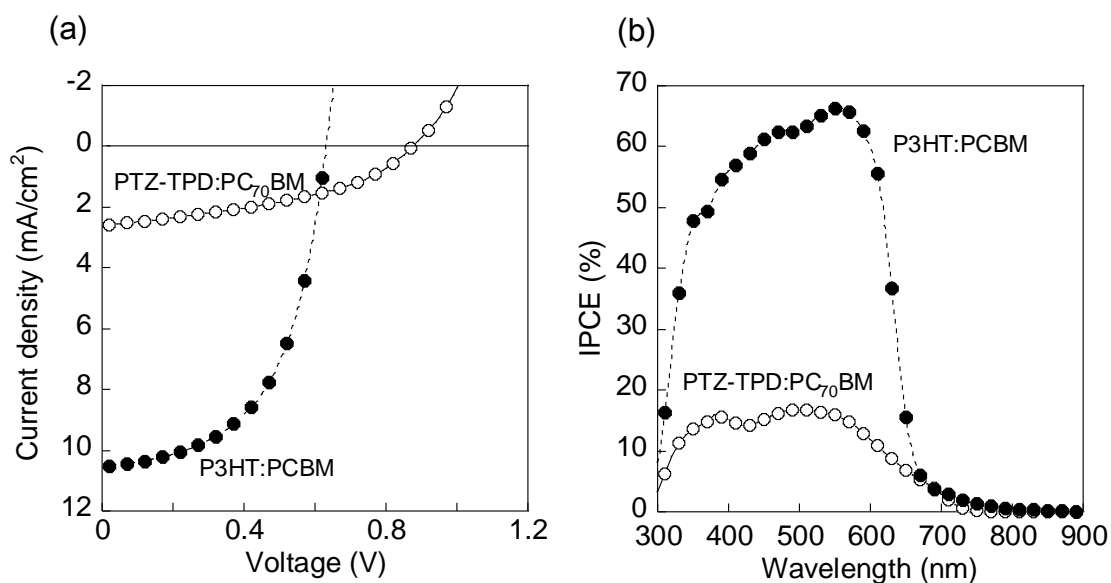 (a)
-2
0
2
4
6
8
10
12
Current density (mA/cm²)
PTZ-TPD:PC₇₀BM
P3HT:PCBM
0
0.4
0.8
1.2
Voltage (V)
(b)
70
60
50
40
30
20
10
0
IPCE (%)
P3HT:PCBM
PTZ-TPD:PC₇₀BM
300 400 500 600 700 800 900
Wavelength (nm)